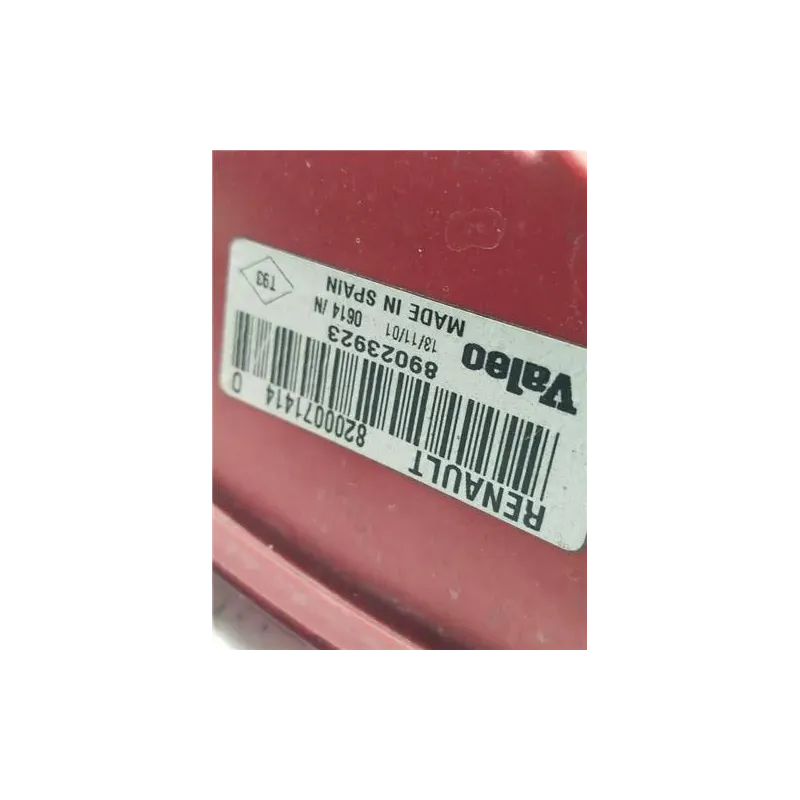 RENAULT 8200071414 0
Valeo 89023923
13/11/01 0614 /N
MADE IN SPAIN
T93